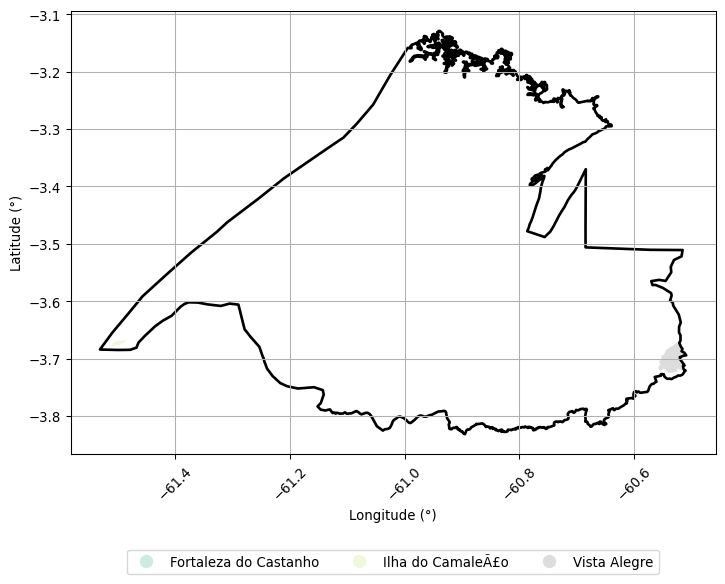 −3.1
−3.2
−3.3
−3.4
−3.5
−3.6
−3.7
−3.8
Latitude (°)
−61.4
−61.2
−61.0
−60.8
−60.6
Longitude (°)
Fortaleza do Castanho
Ilha do CamaleÃ£o
Vista Alegre